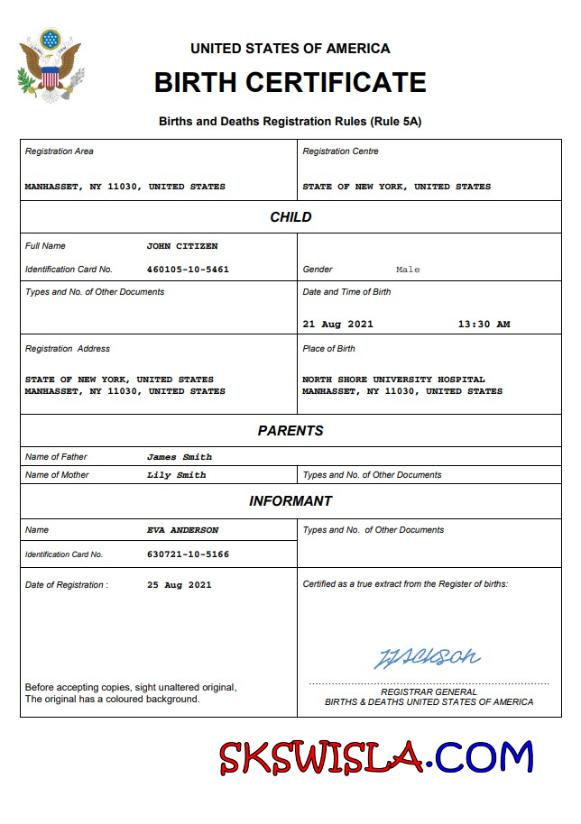 UNITED STATES OF AMERICA
BIRTH CERTIFICATE
Births and Deaths Registration Rules (Rule 5A)
Registration Area
MANHASSET, NY 11030, UNITED STATES
Registration Centre
STATE OF NEW YORK, UNITED STATES
CHILD
Full Name JOHN CITIZEN
Identification Card No. 460105-10-5461
Gender Male
Types and No. of Other Documents
Date and Time of Birth
21 Aug 2021 13:30 AM
Registration Address
STATE OF NEW YORK, UNITED STATES
MANHASSET, NY 11030, UNITED STATES
Place of Birth
NORTH SHORE UNIVERSITY HOSPITAL
MANHASSET, NY 11030, UNITED STATES
PARENTS
Name of Father James Smith
Name of Mother Lily Smith
Types and No. of Other Documents
INFORMANT
Name EVA ANDERSON
Identification Card No. 630721-10-5166
Types and No. of Other Documents
Date of Registration : 25 Aug 2021
Before accepting copies, sight unaltered original,
The original has a coloured background.
Certified as a true extract from the Register of births:
REGISTRAR GENERAL
BIRTHS & DEATHS UNITED STATES OF AMERICA
SKSWISLA.COM